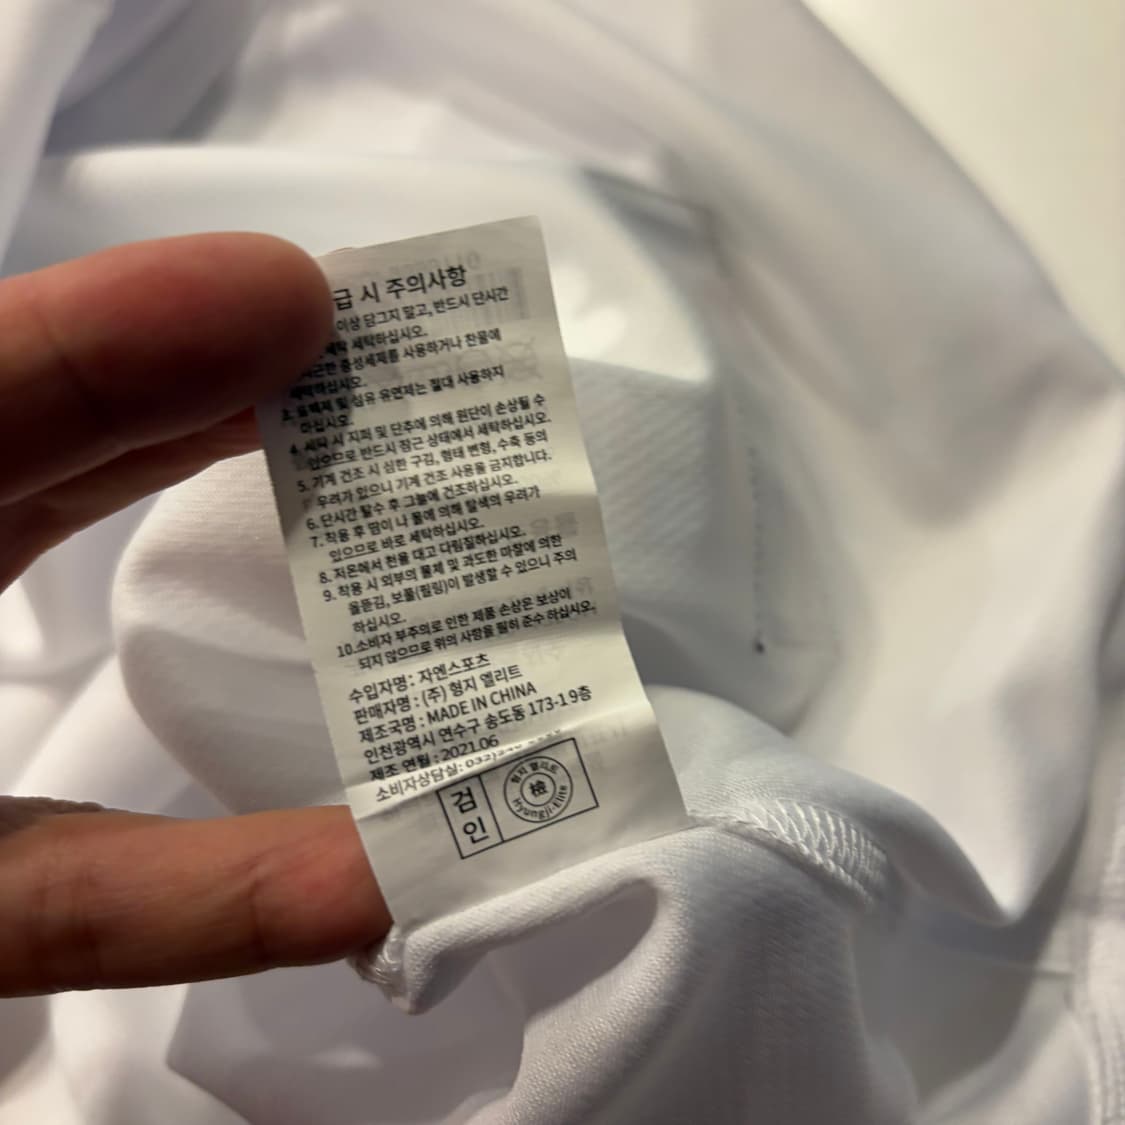 급 시 주의사항
이상 담그지 말고, 반드시 단시간
세탁하십시오.
중성세제를 사용하거나 찬물에
세탁하십시오.
3. 표백제 및 섬유 유연제는 절대 사용하지
마십시오.
4. 세탁 시 지퍼 및 단추에 의해 원단이 손상될 수
있으므로 반드시 잠근 상태에서 세탁하십시오.
5. 기계 건조 시 심한 구김, 형태 변형, 수축 등의
우려가 있으니 기계 건조 사용을 금지합니다.
6. 단시간 탈수 후 그늘에 건조하십시오.
7. 착용 후 땀이 나 물에 의해 탈색의 우려가
있으므로 바로 세탁하십시오.
8. 저온에서 천을 대고 다림질하십시오.
9. 착용 시 외부의 물체 및 과도한 마찰에 의한
올뜯김, 보풀(필링)이 발생할 수 있으니 주의
하십시오.
10.소비자 부주의로 인한 제품 손상은 보상이
되지 않으므로 위의 사항을 필히 준수 하십시오.
수입자명 : 자엔스포츠
판매자명 : (주) 형지 엘리트
제조국명 : MADE IN CHINA
인천광역시 연수구 송도동 173-1 9층
제조 연월 : 2021.06
소비자상담실: 032)
검인
형지 엘리트
檢
Hyungji-Elite